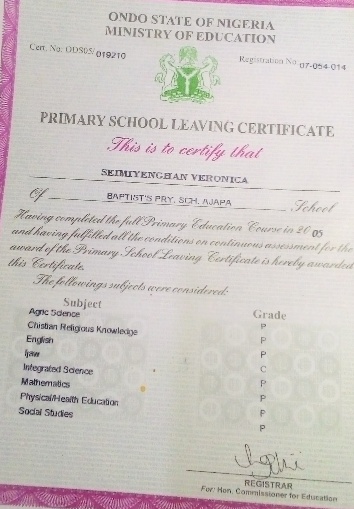 ONDO STATE OF NIGERIA
MINISTRY OF EDUCATION
Cert. No. ODS05/ 019210
Registration No 07-054-014
PRIMARY SCHOOL LEAVING CERTIFICATE
This is to certify that
SEIMIYENGHAN VERONICA
Of BAPTIST'S PRY. SCH. AJAPA School
Having completed the full Primary Education Course in 20 05
and having fulfilled all the conditions on continuous assessment for the
award of the Primary School Leaving Certificate is hereby awarded
this Certificate.
The followings subjects were considered:
Subject Grade
Agric Science P
Chistian Religious Knowledge P
English P
Ijaw C
Integrated Science P
Mathematics P
Physical/Health Education P
Social Studies P
REGISTRAR
For: Hon. Commissioner for Education